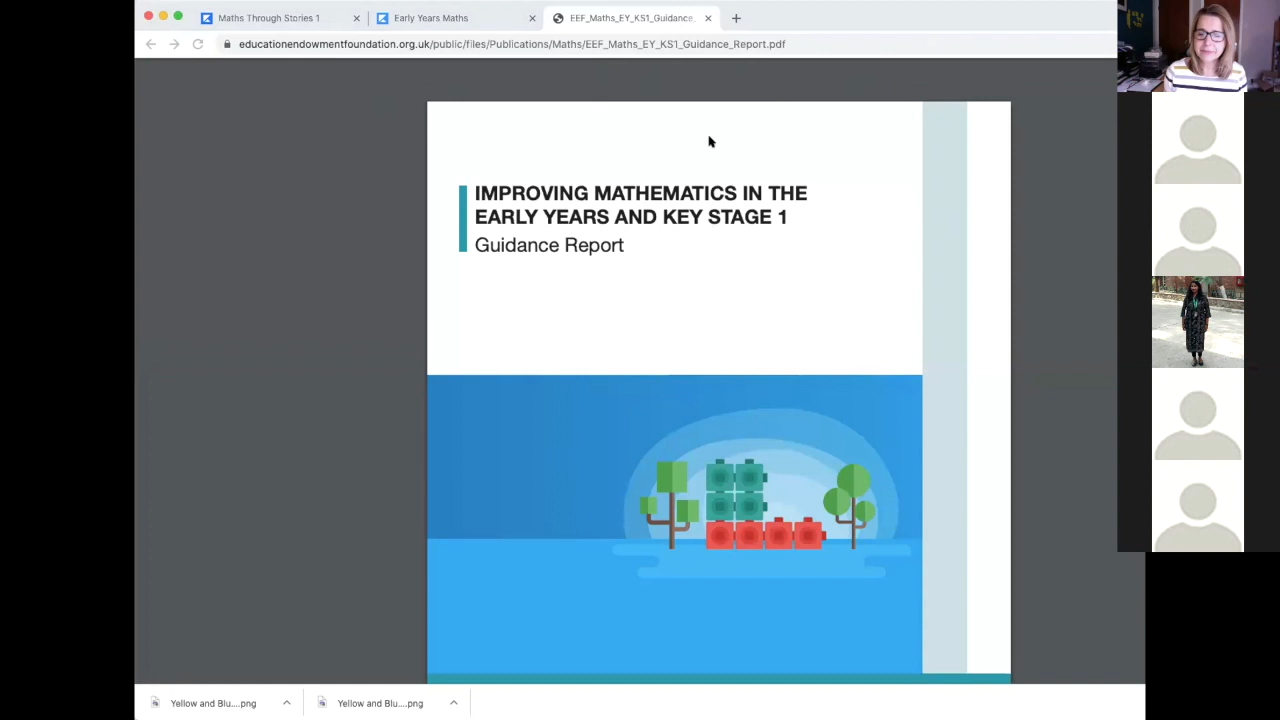 Maths Through Stories 1
Early Years Maths
EEF_Maths_EY_KS1_Guidance_
educationendowmentfoundation.org.uk/public/files/Publications/Maths/EEF_Maths_EY_KS1_Guidance_Report.pdf
IMPROVING MATHEMATICS IN THE
EARLY YEARS AND KEY STAGE 1
Guidance Report
Yellow and Blu....png
Yellow and Blu....png